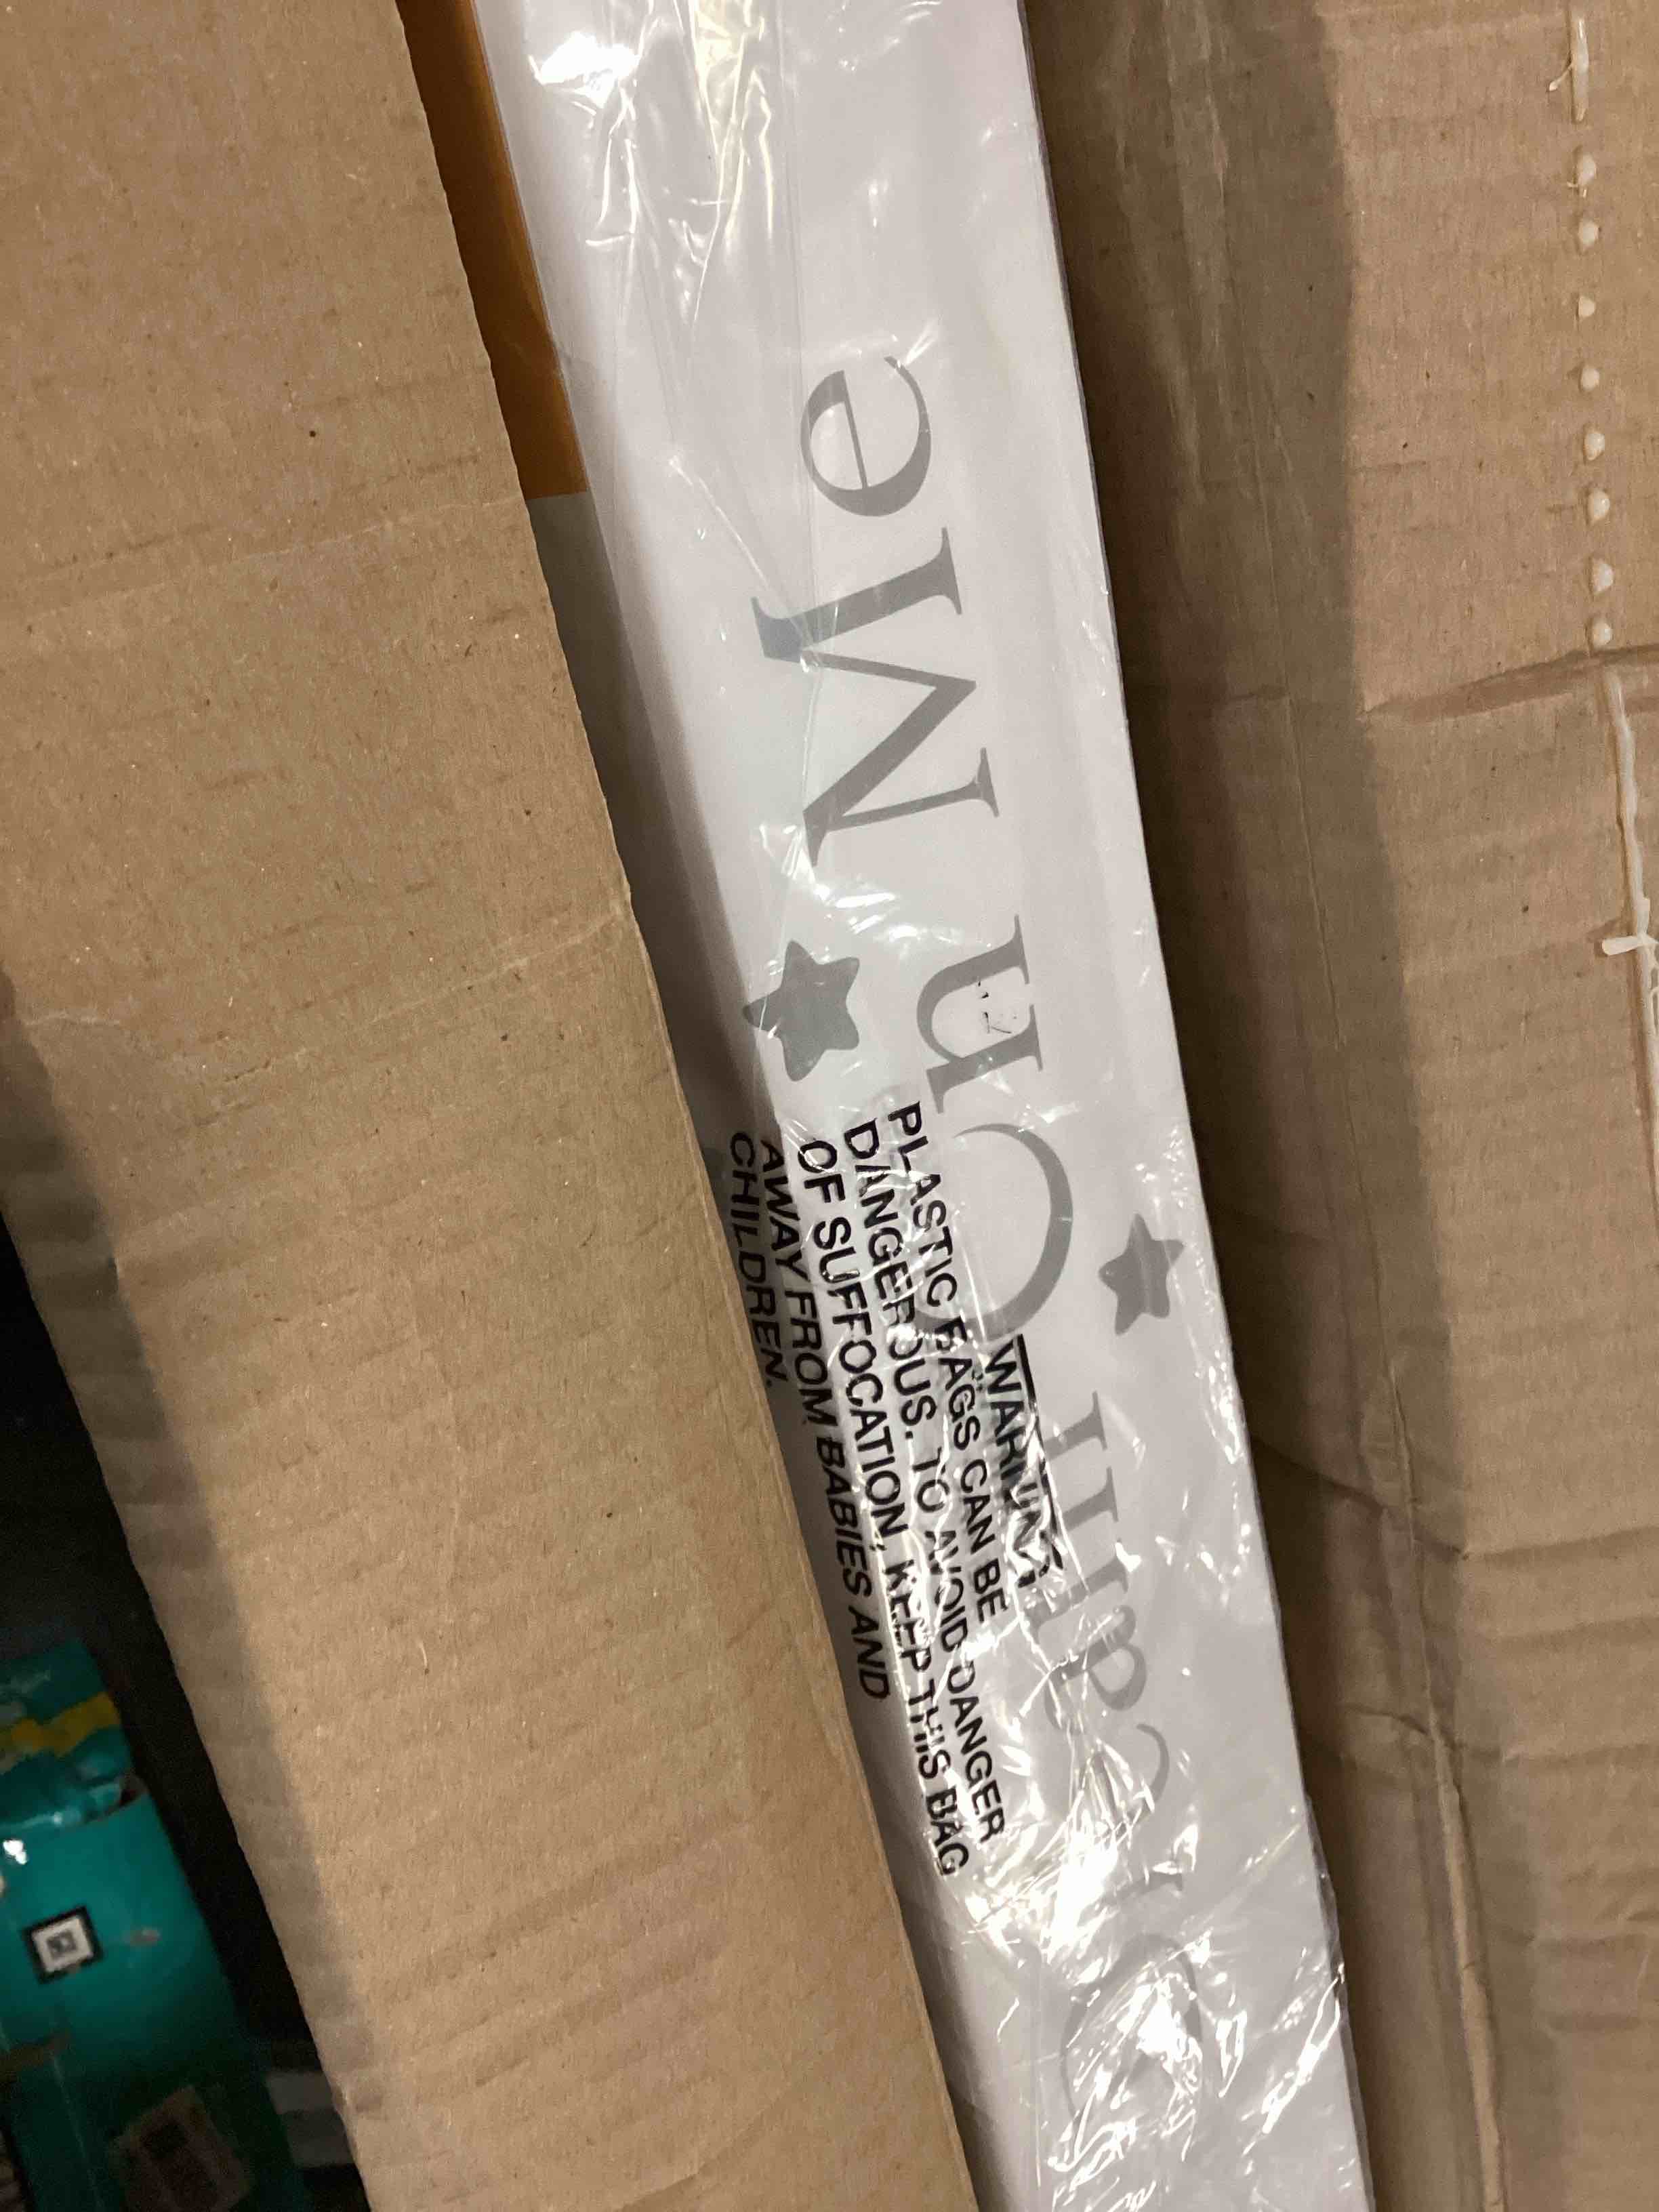 Dream On Me
WARNING
PLASTIC BAGS CAN BE
DANGEROUS. TO AVOID DANGER
OF SUFFOCATION, KEEP THIS BAG
AWAY FROM BABIES AND
CHILDREN.